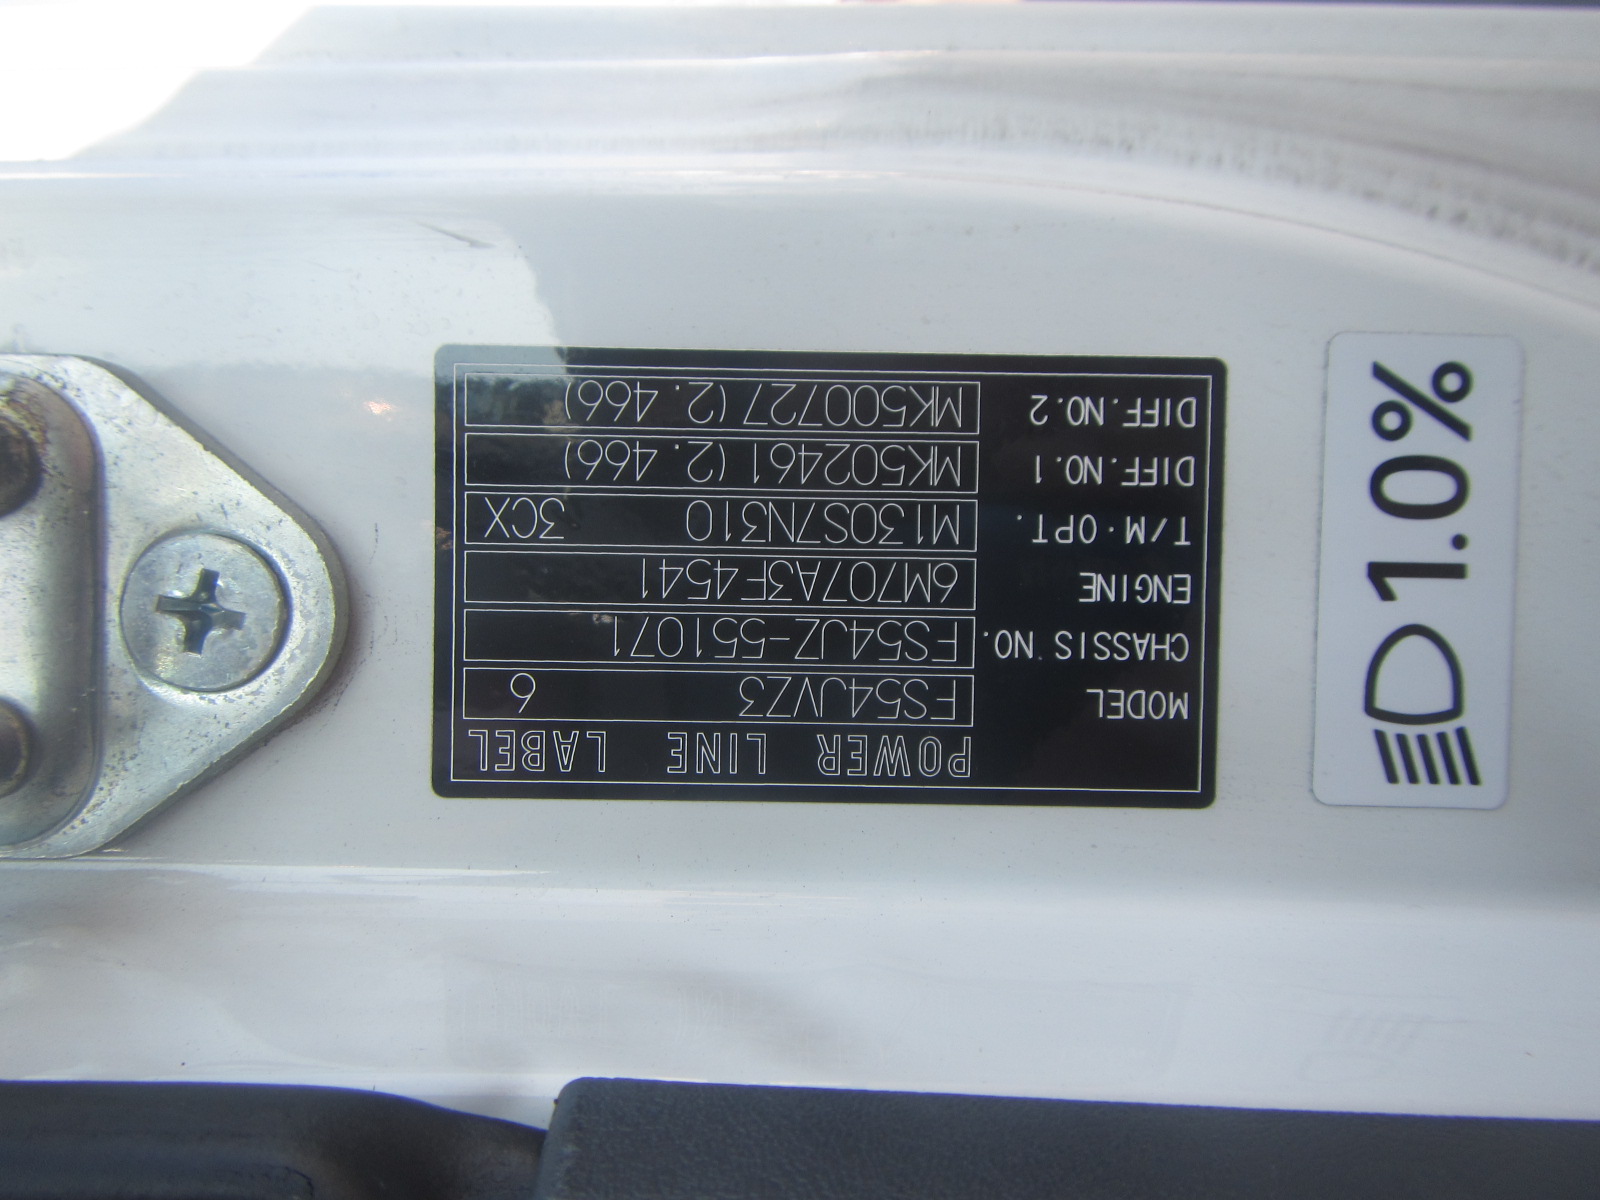 POWER LINE LABEL
MODEL FS54JVZ3 6
CHASSIS NO. FS54JZ-551071
ENGINE 6M707A3F4541
T/M·OPT. M130S7N310 3CX
DIFF.NO.1 MK502461(2.466)
DIFF.NO.2 MK500727(2.466)
1.0%